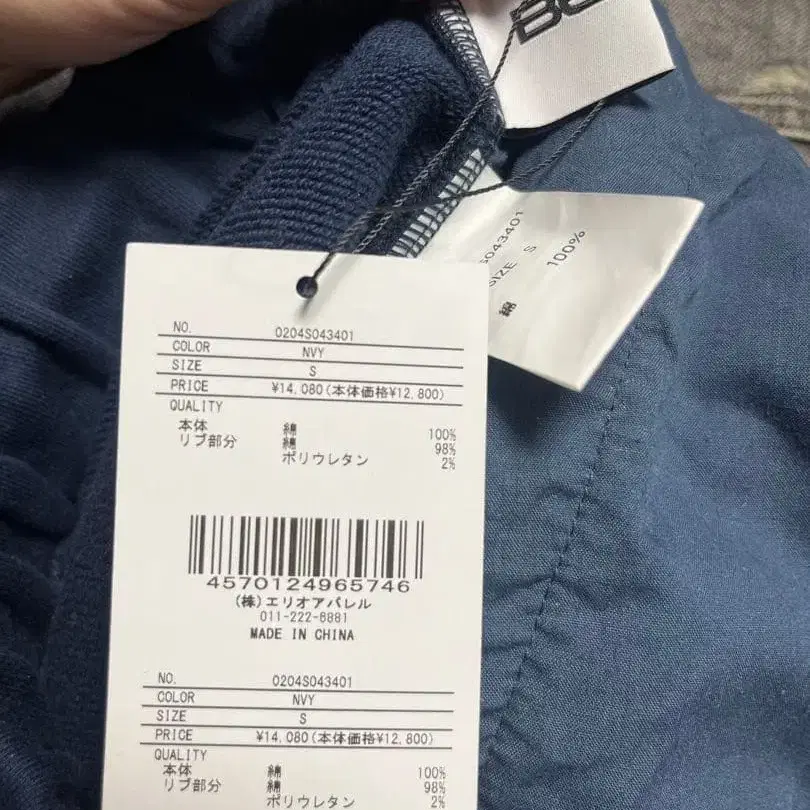 BC
S043401
SIZE S
綿 100%
NO. 0204S043401
COLOR NVY
SIZE S
PRICE ¥14,080(本体価格¥12,800)
QUALITY
本体 綿 100%
リブ部分 綿 98%
ポリウレタン 2%
4570124965746
(株)エリオアパレル
011-222-6881
MADE IN CHINA
NO. 0204S043401
COLOR NVY
SIZE S
PRICE ¥14,080(本体価格¥12,800)
QUALITY
本体 綿 100%
リブ部分 綿 98%
ポリウレタン 2%